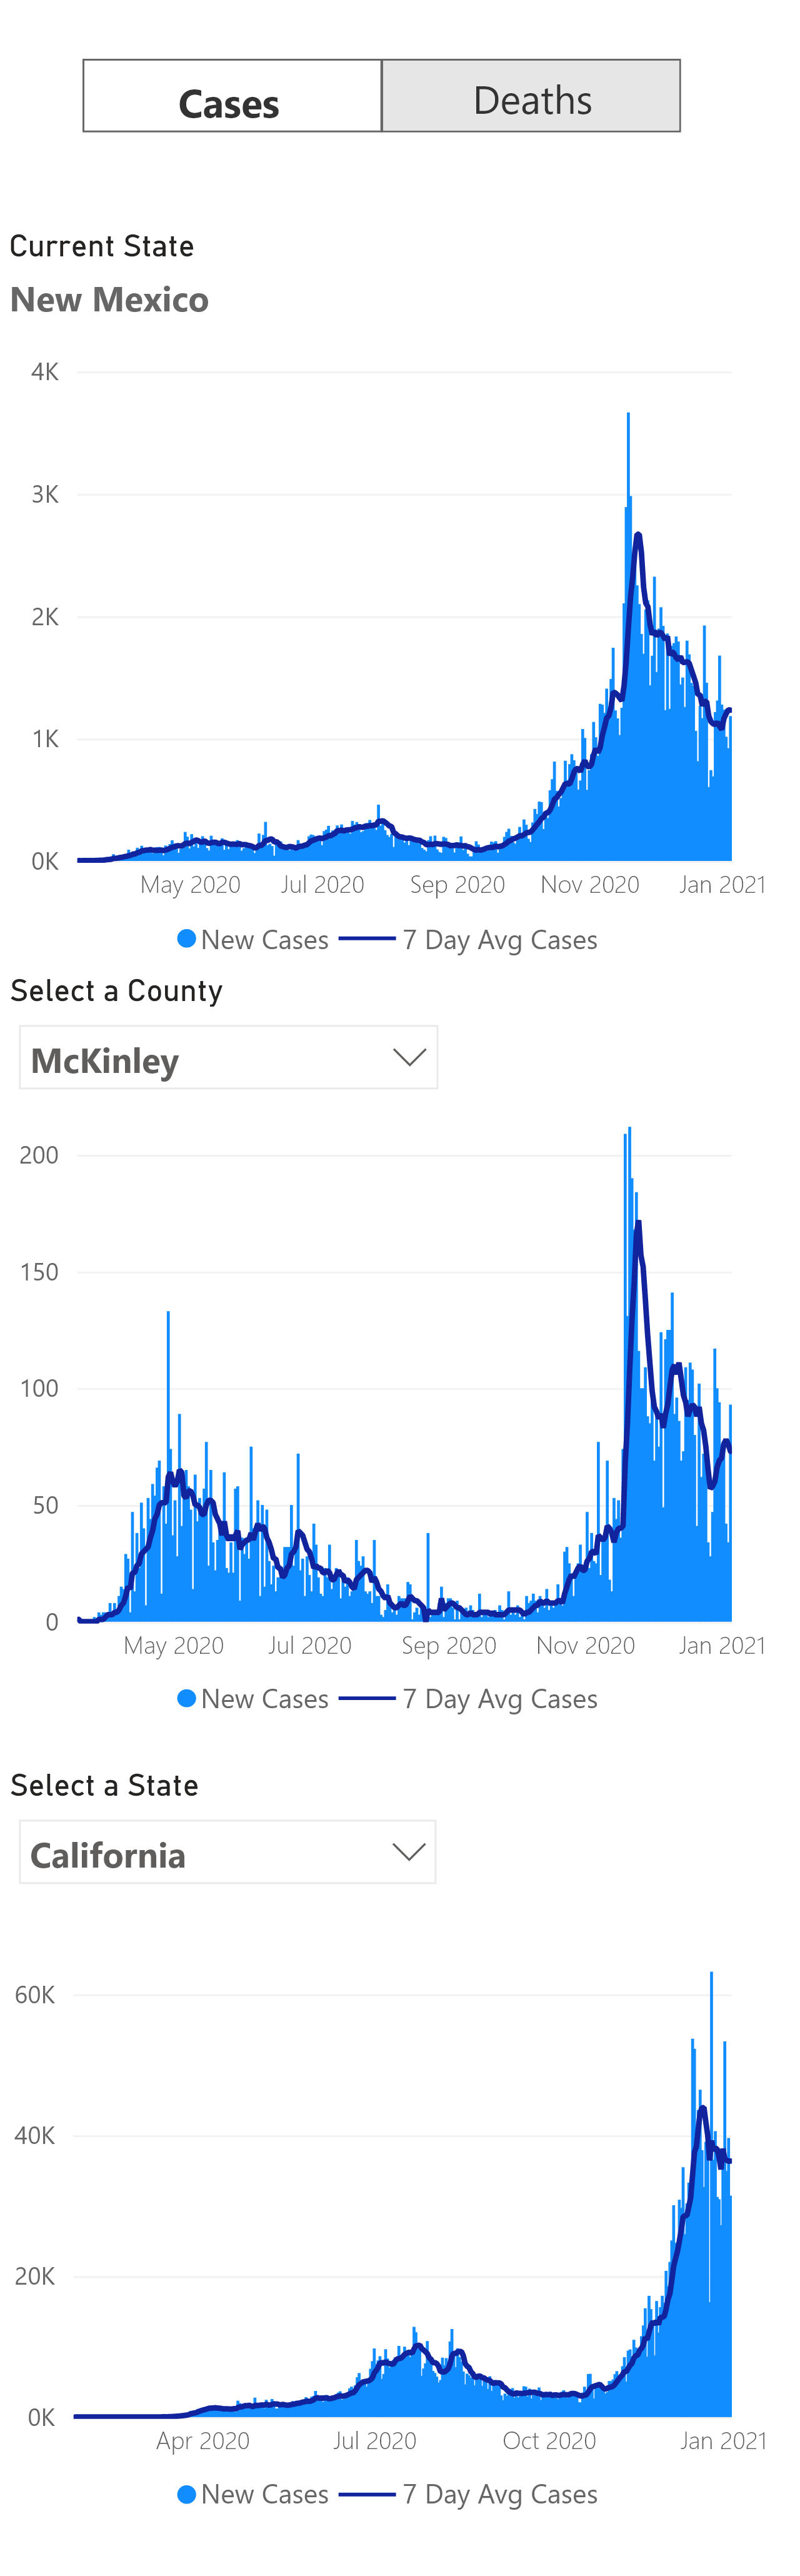 Cases Deaths
Current State
New Mexico
4K
3K
2K
1K
0K
May 2020 Jul 2020 Sep 2020 Nov 2020 Jan 2021
New Cases 7 Day Avg Cases
Select a County
McKinley
200
150
100
50
0
May 2020 Jul 2020 Sep 2020 Nov 2020 Jan 2021
New Cases 7 Day Avg Cases
Select a State
California
60K
40K
20K
0K
Apr 2020 Jul 2020 Oct 2020 Jan 2021
New Cases 7 Day Avg Cases